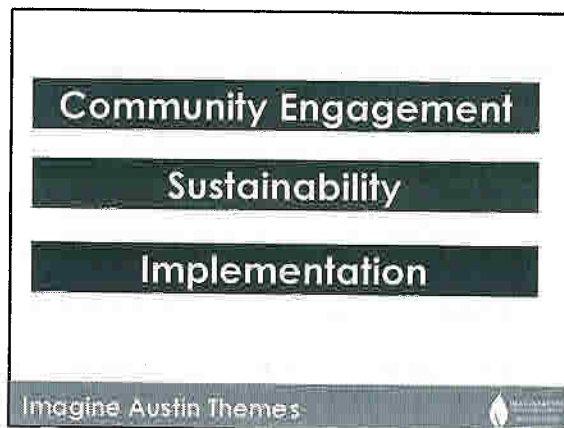 Community Engagement
Sustainability
Implementation
Imagine Austin Themes